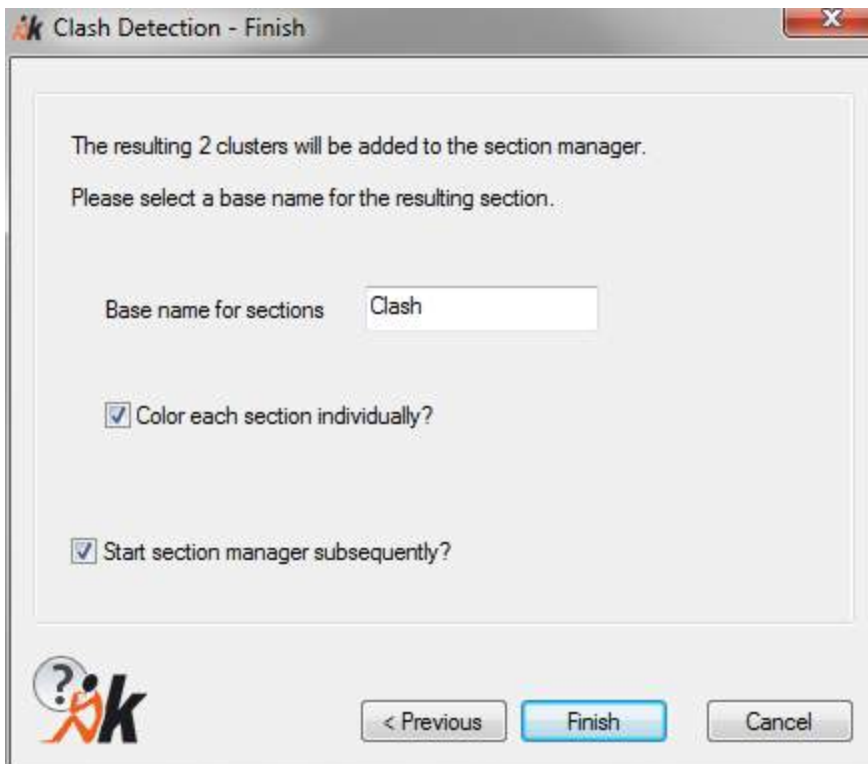 k Clash Detection - Finish
The resulting 2 clusters will be added to the section manager.
Please select a base name for the resulting section.
Base name for sections Clash
Color each section individually?
Start section manager subsequently?
?k
< Previous Finish Cancel